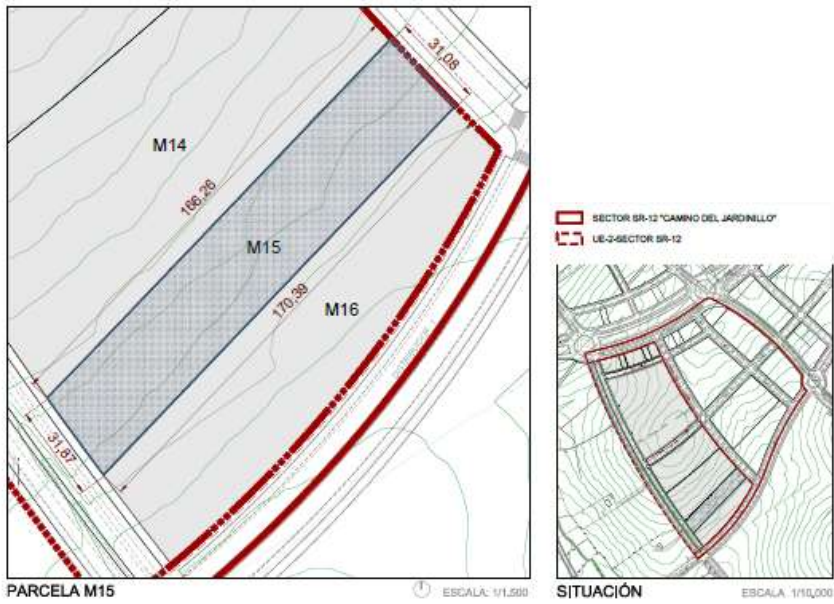 31,08
M14
166,26
M15
170,39
M16
31,87
PARCELA M15
ESCALA: 1/1.500
SECTOR SR-12 "CAMINO DEL JARDINILLO"
UE-2-SECTOR SR-12
SITUACIÓN
ESCALA 1/10,000